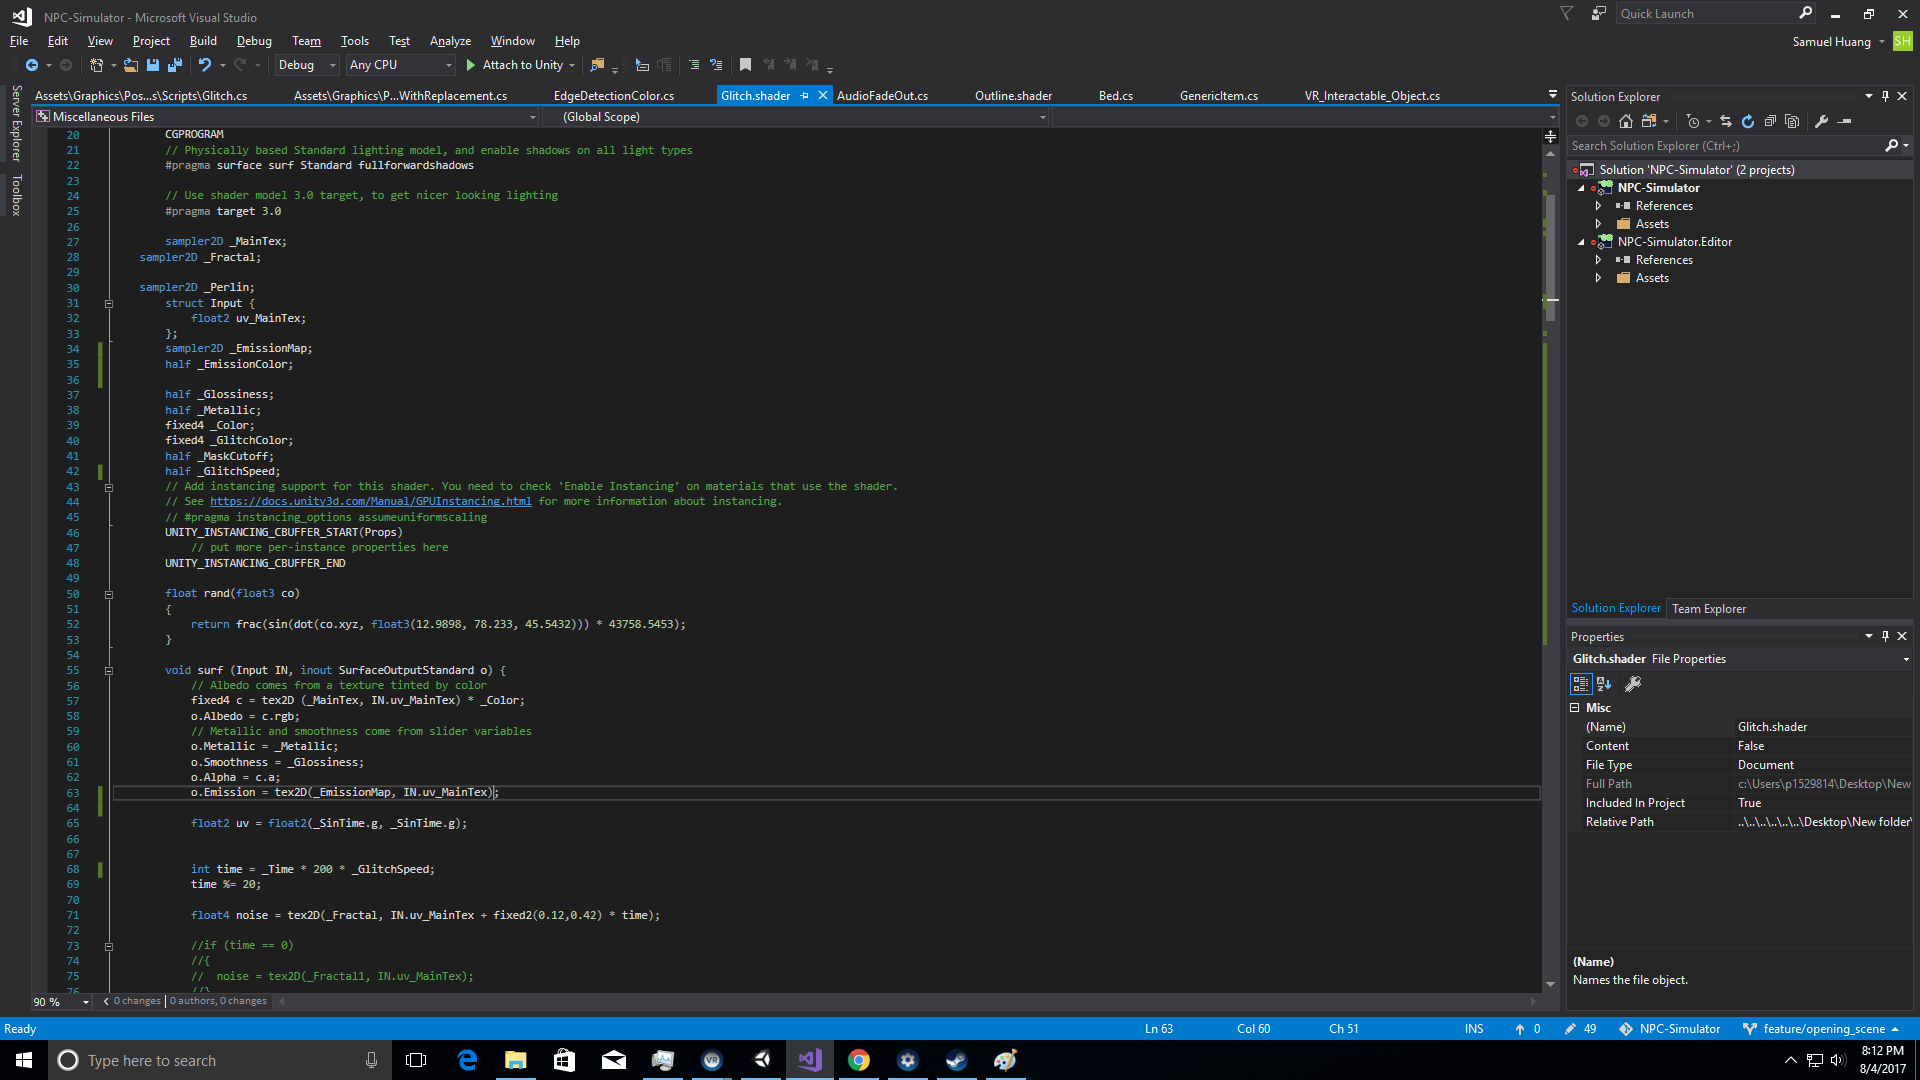 NPC-Simulator - Microsoft Visual Studio
Quick Launch
File Edit View Project Build Debug Team Tools Test Analyze Window Help
Samuel Huang
SH
Debug Any CPU Attach to Unity
Server Explorer
Toolbox
Assets\Graphics\Pos...s\Scripts\Glitch.cs Assets\Graphics\P...WithReplacement.cs EdgeDetectionColor.cs Glitch.shader AudioFadeOut.cs Outline.shader Bed.cs GenericItem.cs VR_Interactable_Object.cs
Miscellaneous Files (Global Scope)
20 CGPROGRAM
21 // Physically based Standard lighting model, and enable shadows on all light types
22 #pragma surface surf Standard fullforwardshadows
23
24 // Use shader model 3.0 target, to get nicer looking lighting
25 #pragma target 3.0
26
27 sampler2D _MainTex;
28 sampler2D _Fractal;
29
30 sampler2D _Perlin;
31 struct Input {
32 float2 uv_MainTex;
33 };
34 sampler2D _EmissionMap;
35 half _EmissionColor;
36
37 half _Glossiness;
38 half _Metallic;
39 fixed4 _Color;
40 fixed4 _GlitchColor;
41 half _MaskCutoff;
42 half _GlitchSpeed;
43 // Add instancing support for this shader. You need to check 'Enable Instancing' on materials that use the shader.
44 // See https://docs.unity3d.com/Manual/GPUInstancing.html for more information about instancing.
45 // #pragma instancing_options assumeuniformscaling
46 UNITY_INSTANCING_CBUFFER_START(Props)
47 // put more per-instance properties here
48 UNITY_INSTANCING_CBUFFER_END
49
50 float rand(float3 co)
51 {
52 return frac(sin(dot(co.xyz, float3(12.9898, 78.233, 45.5432))) * 43758.5453);
53 }
54
55 void surf (Input IN, inout SurfaceOutputStandard o) {
56 // Albedo comes from a texture tinted by color
57 fixed4 c = tex2D (_MainTex, IN.uv_MainTex) * _Color;
58 o.Albedo = c.rgb;
59 // Metallic and smoothness come from slider variables
60 o.Metallic = _Metallic;
61 o.Smoothness = _Glossiness;
62 o.Alpha = c.a;
63 o.Emission = tex2D(_EmissionMap, IN.uv_MainTex);
64
65 float2 uv = float2(_SinTime.g, _SinTime.g);
66
67
68 int time = _Time * 200 * _GlitchSpeed;
69 time %= 20;
70
71 float4 noise = tex2D(_Fractal, IN.uv_MainTex + fixed2(0.12,0.42) * time);
72
73 //if (time == 0)
74 //{
75 // noise = tex2D(_Fractal1, IN.uv_MainTex);
76 //}
90 % 0 changes | 0 authors, 0 changes
Solution Explorer
Search Solution Explorer (Ctrl+;)
Solution 'NPC-Simulator' (2 projects)
NPC-Simulator
References
Assets
NPC-Simulator.Editor
References
Assets
Solution Explorer Team Explorer
Properties
Glitch.shader File Properties
Misc
(Name) Glitch.shader
Content False
File Type Document
Full Path c:\Users\p1529814\Desktop\New
Included In Project True
Relative Path ..\..\..\..\..\..\Desktop\New folder\
(Name)
Names the file object.
Ready Ln 63 Col 60 Ch 51 INS 0 49 NPC-Simulator feature/opening_scene
Type here to search
VR
8:12 PM
8/4/2017